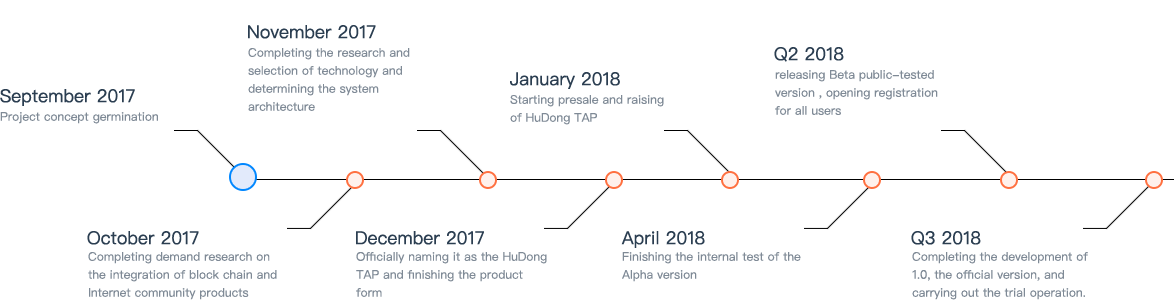 September 2017
Project concept germination
October 2017
Completing demand research on
the integration of block chain and
Internet community products
November 2017
Completing the research and
selection of technology and
determining the system
architecture
December 2017
Officially naming it as the HuDong
TAP and finishing the product
form
January 2018
Starting presale and raising
of HuDong TAP
April 2018
Finishing the internal test of the
Alpha version
Q2 2018
releasing Beta public-tested
version , opening registration
for all users
Q3 2018
Completing the development of
1.0, the official version, and
carrying out the trial operation.